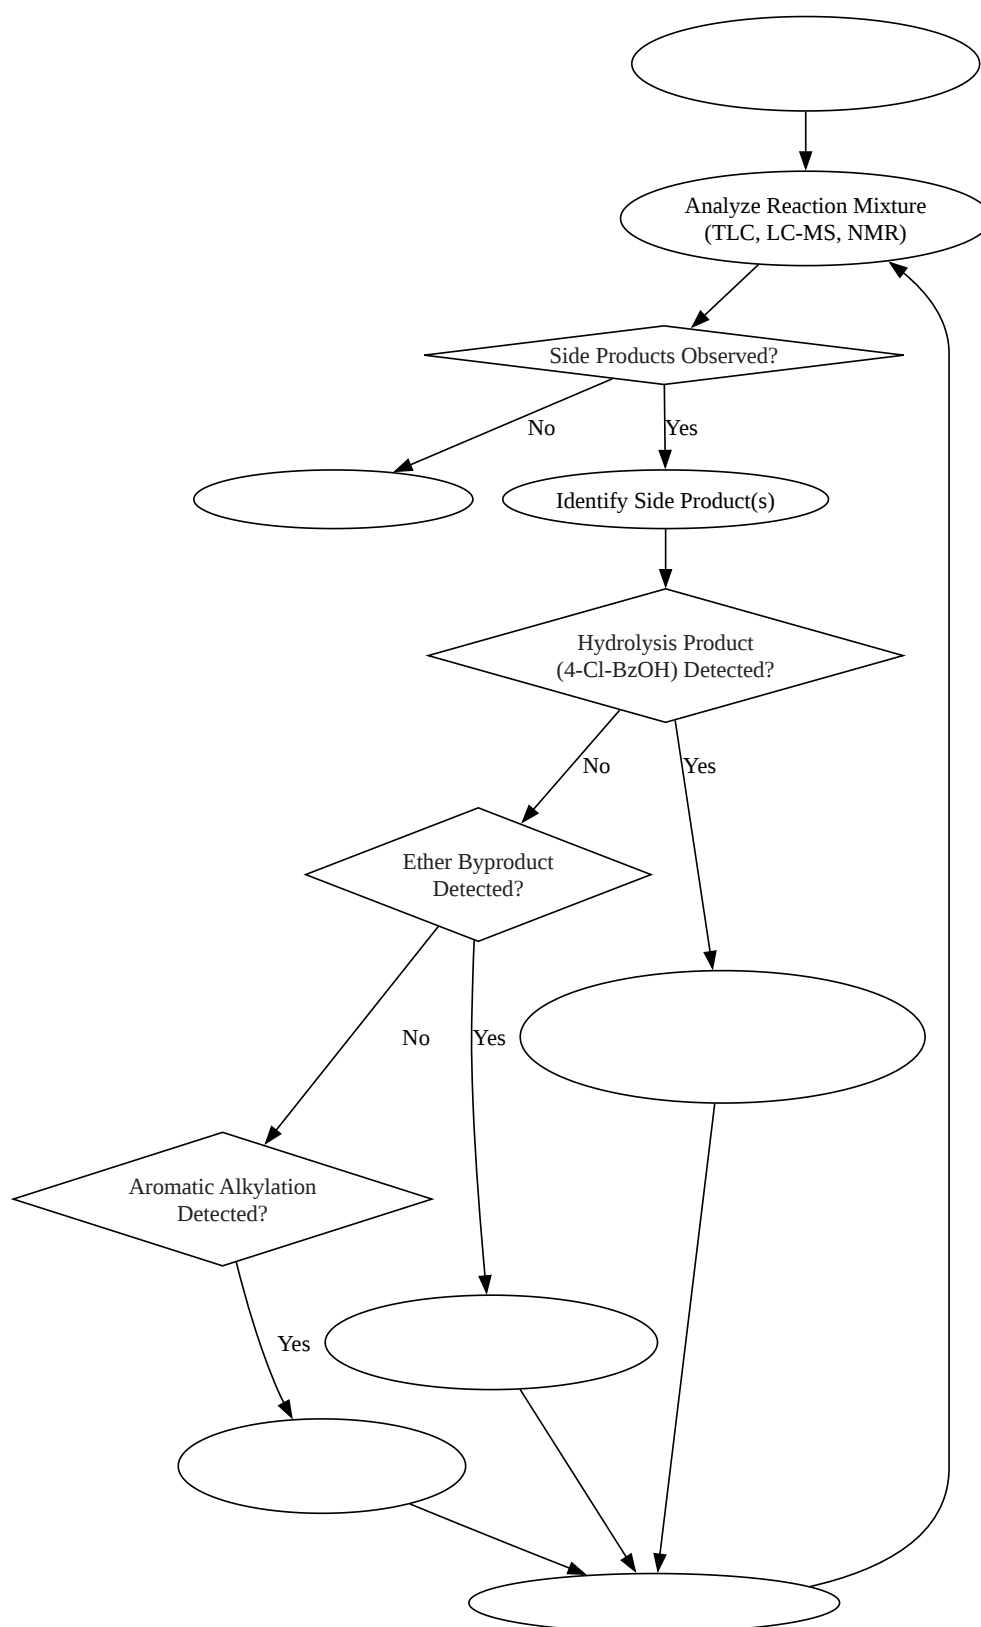 Analyze Reaction Mixture
(TLC, LC-MS, NMR)
Side Products Observed?
No
Yes
Identify Side Product(s)
Hydrolysis Product
(4-Cl-BzOH) Detected?
No
Yes
Ether Byproduct
Detected?
No
Yes
Aromatic Alkylation
Detected?
Yes